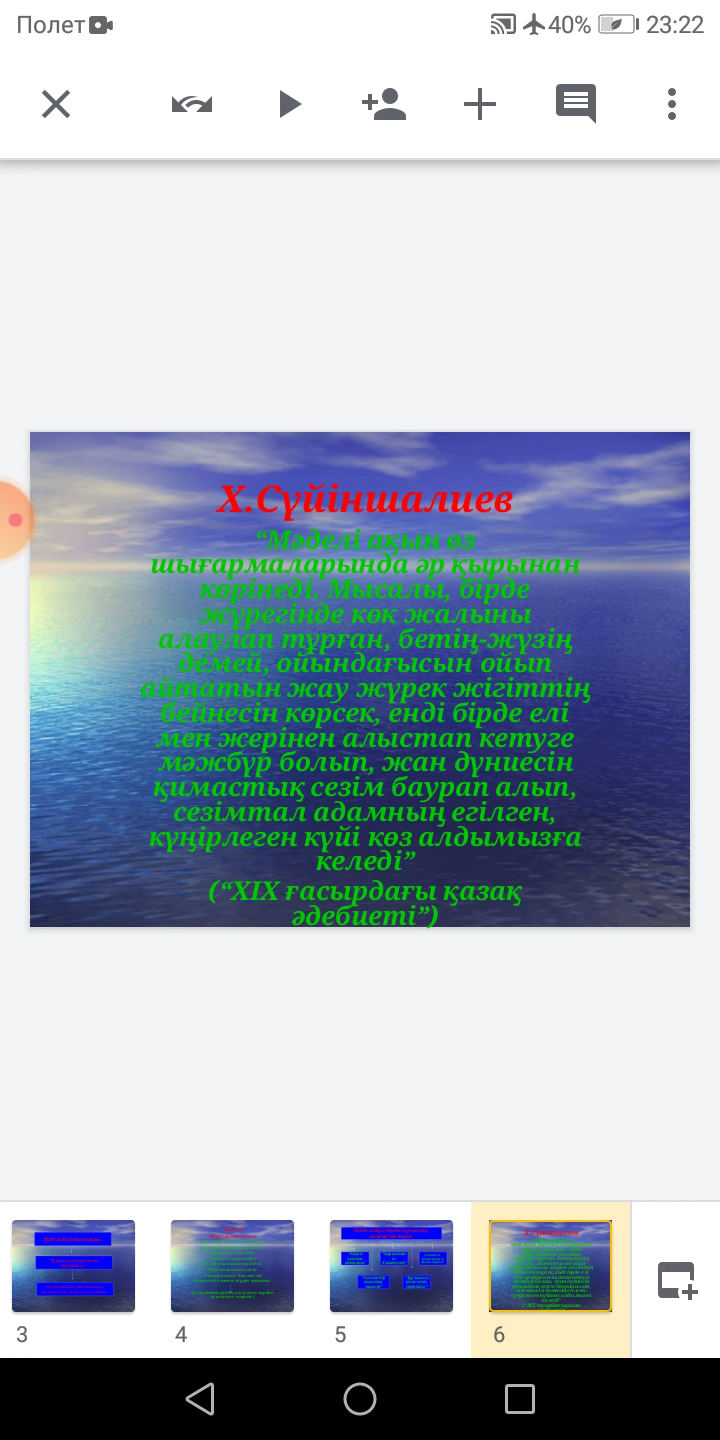 Полет
40%
23:22
Х.Сүйіншалиев
“Мәделі ақын өз
шығармаларында әр қырынан
көрінеді. Мысалы, бірде
жүрегінде көк жалыны
алаулап тұрған, бетің-жүзің
демей, ойындағысын ойып
айтатын жау жүрек жігіттің
бейнесін көрсек, енді бірде елі
мен жерінен алыстап кетуге
мәжбүр болып, жан дүниесін
қимастық сезім баурап алып,
сезімтал адамның егілген,
күңірлеген күйі көз алдымызға
келеді”
(“ХІХ ғасырдағы қазақ
әдебиеті”)
3
4
5
6